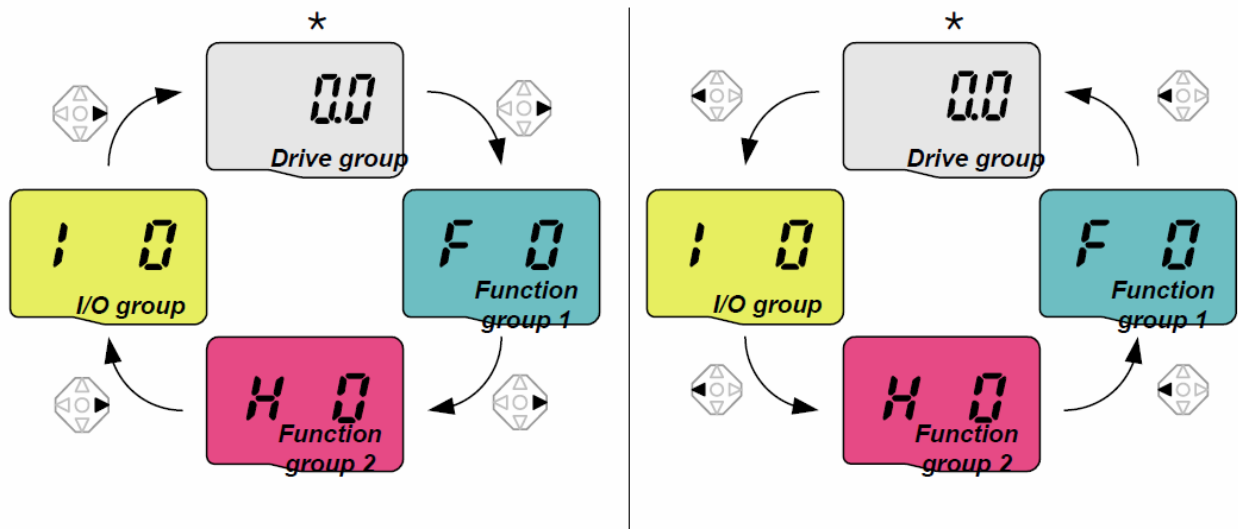 *
0.0
Drive group
I 0
I/O group
F 0
Function
group 1
H 0
Function
group 2
*
0.0
Drive group
I 0
I/O group
F 0
Function
group 1
H 0
Function
group 2